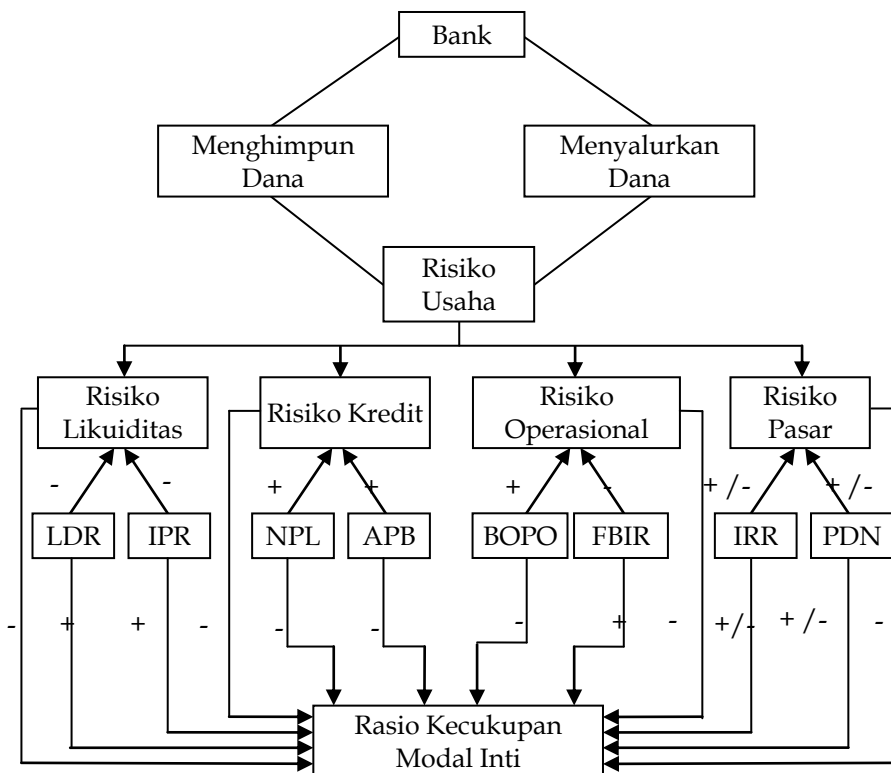 Bank
Menghimpun
Dana
Menyalurkan
Dana
Risiko
Usaha
Risiko
Likuiditas
Risiko Kredit
Risiko
Operasional
Risiko
Pasar
- - + + + - + /- + /-
LDR IPR NPL APB BOPO FBIR IRR PDN
- + + - - - - + - +/- + /- -
Rasio Kecukupan
Modal Inti